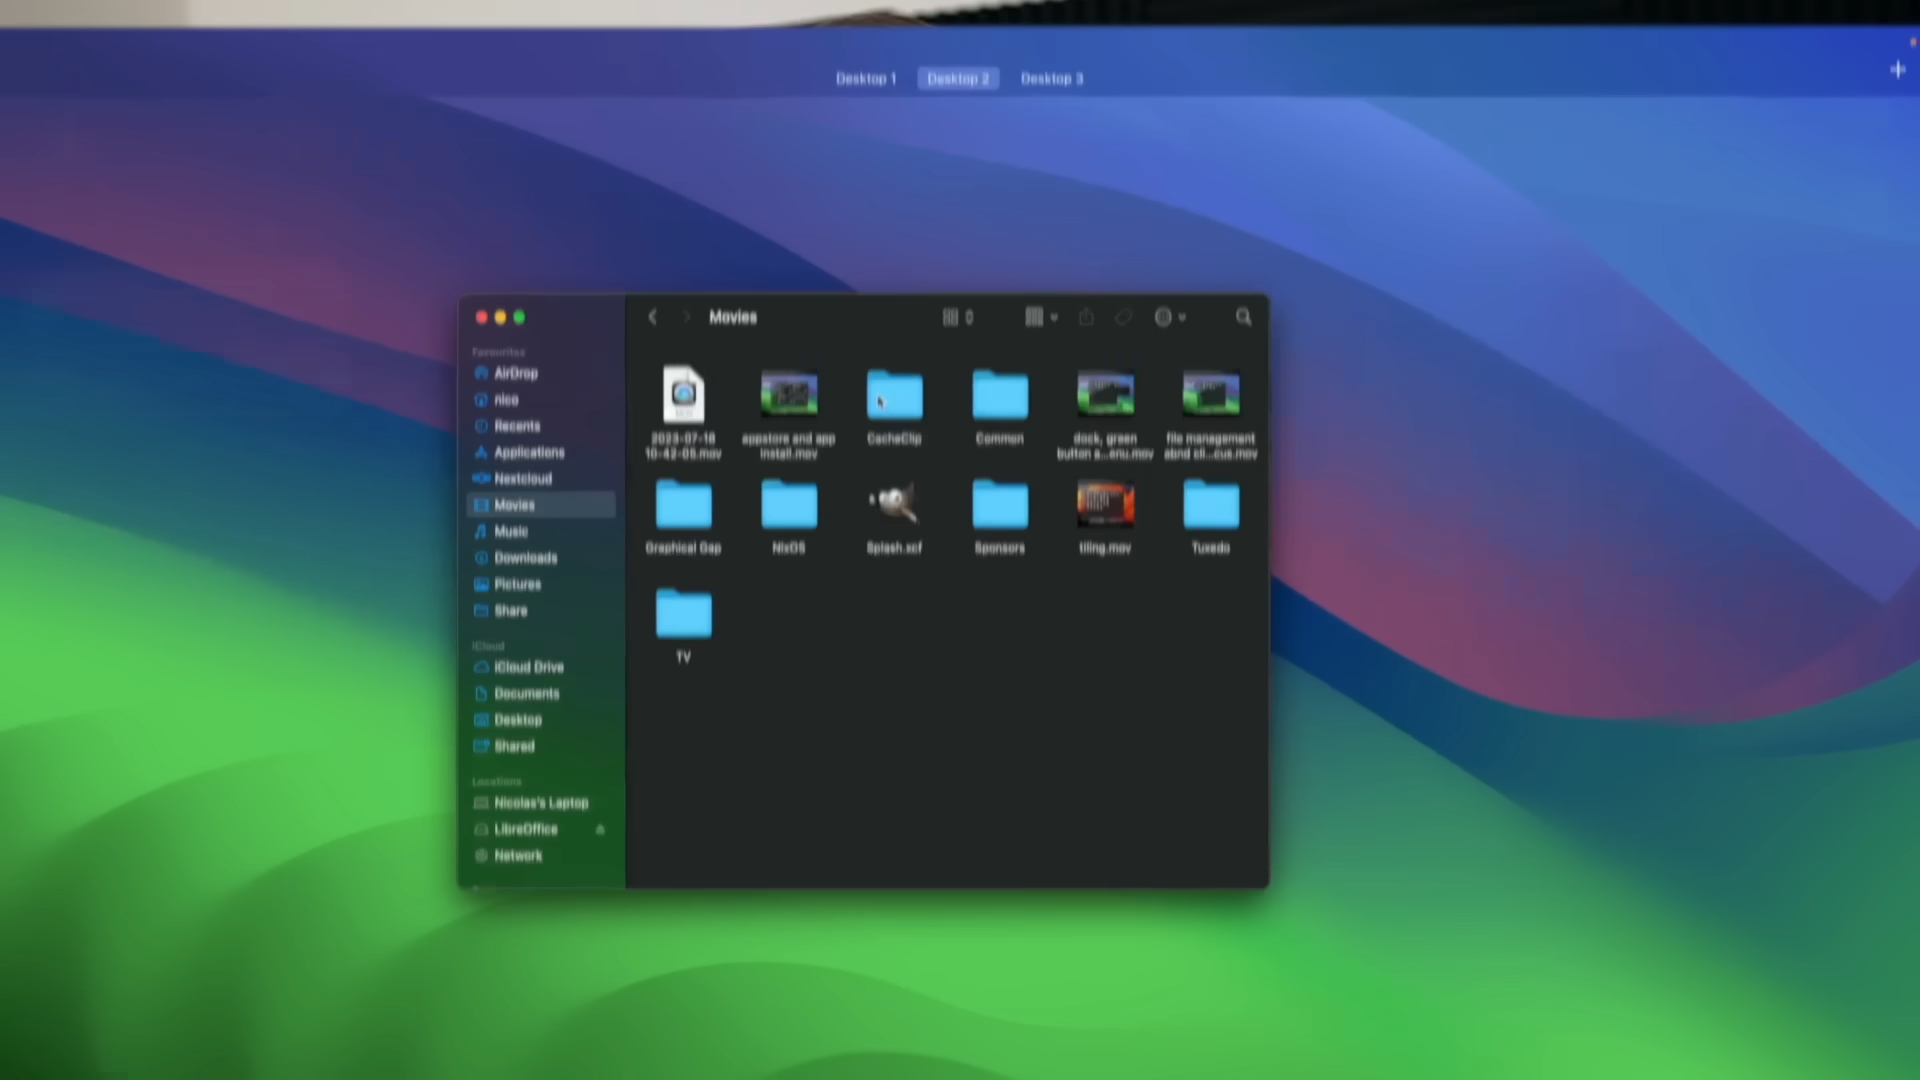 Desktop 1 Desktop 2 Desktop 3
Movies
Favourites
AirDrop
nico
Recents
Applications
Nextcloud
Movies
Music
Downloads
Pictures
Share
iCloud
iCloud Drive
Documents
Desktop
Shared
Locations
Nicolas's Laptop
LibreOffice
Network
2023-07-18
10-42-05.mov
appstore and app
install.mov
CacheClip
Common
dock, green
button a...enu.mov
file management
abnd cli...cus.mov
Graphical Gap
NixOS
Splash.xcf
Sponsors
tiling.mov
Tuxedo
TV